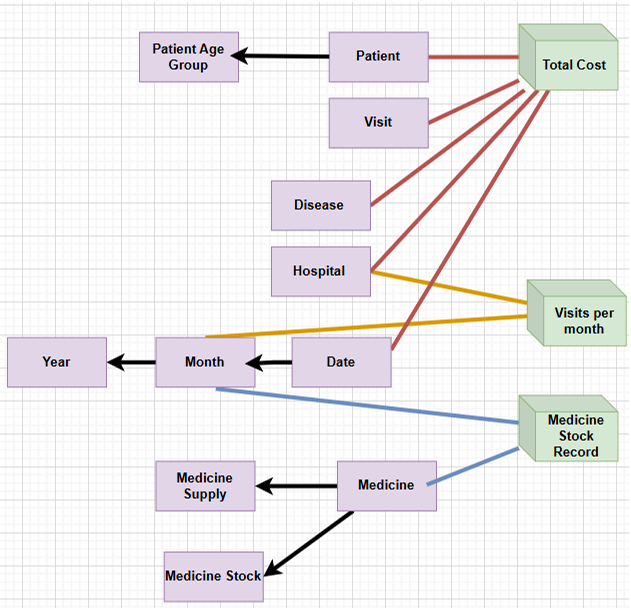 Patient Age
Group
Patient
Total Cost
Visit
Disease
Hospital
Visits per
month
Year
Month
Date
Medicine
Stock
Record
Medicine
Supply
Medicine
Medicine Stock